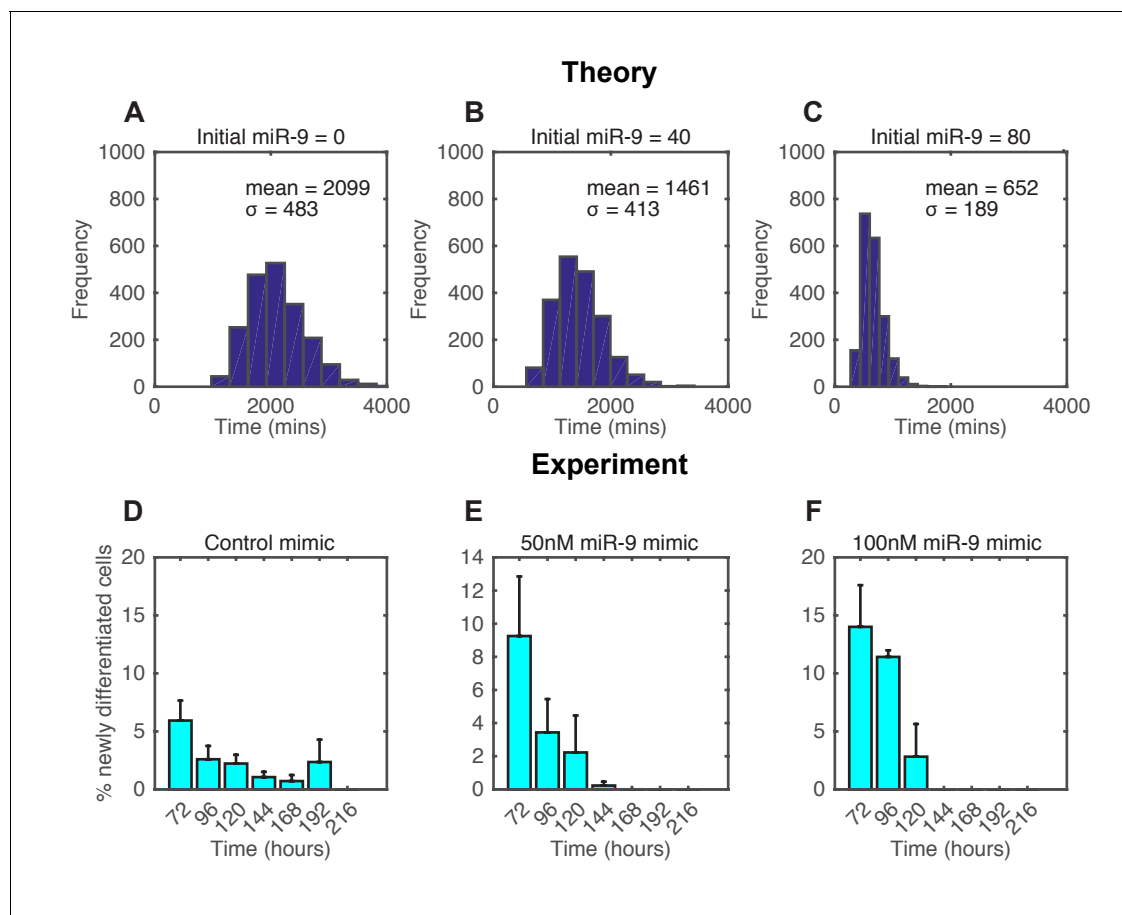 Theory
A
B
C
Initial miR-9 = 0
Initial miR-9 = 40
Initial miR-9 = 80
1000
800
600
400
200
0
Frequency
mean = 2099
σ = 483
0 2000 4000
Time (mins)
1000
800
600
400
200
0
Frequency
mean = 1461
σ = 413
0 2000 4000
Time (mins)
1000
800
600
400
200
0
Frequency
mean = 652
σ = 189
0 2000 4000
Time (mins)
Experiment
D
E
F
Control mimic
50nM miR-9 mimic
100nM miR-9 mimic
20
15
10
5
0
% newly differentiated cells
72 96 120 144 168 192 216
Time (hours)
14
12
10
8
6
4
2
0
72 96 120 144 168 192 216
Time (hours)
20
15
10
5
0
72 96 120 144 168 192 216
Time (hours)